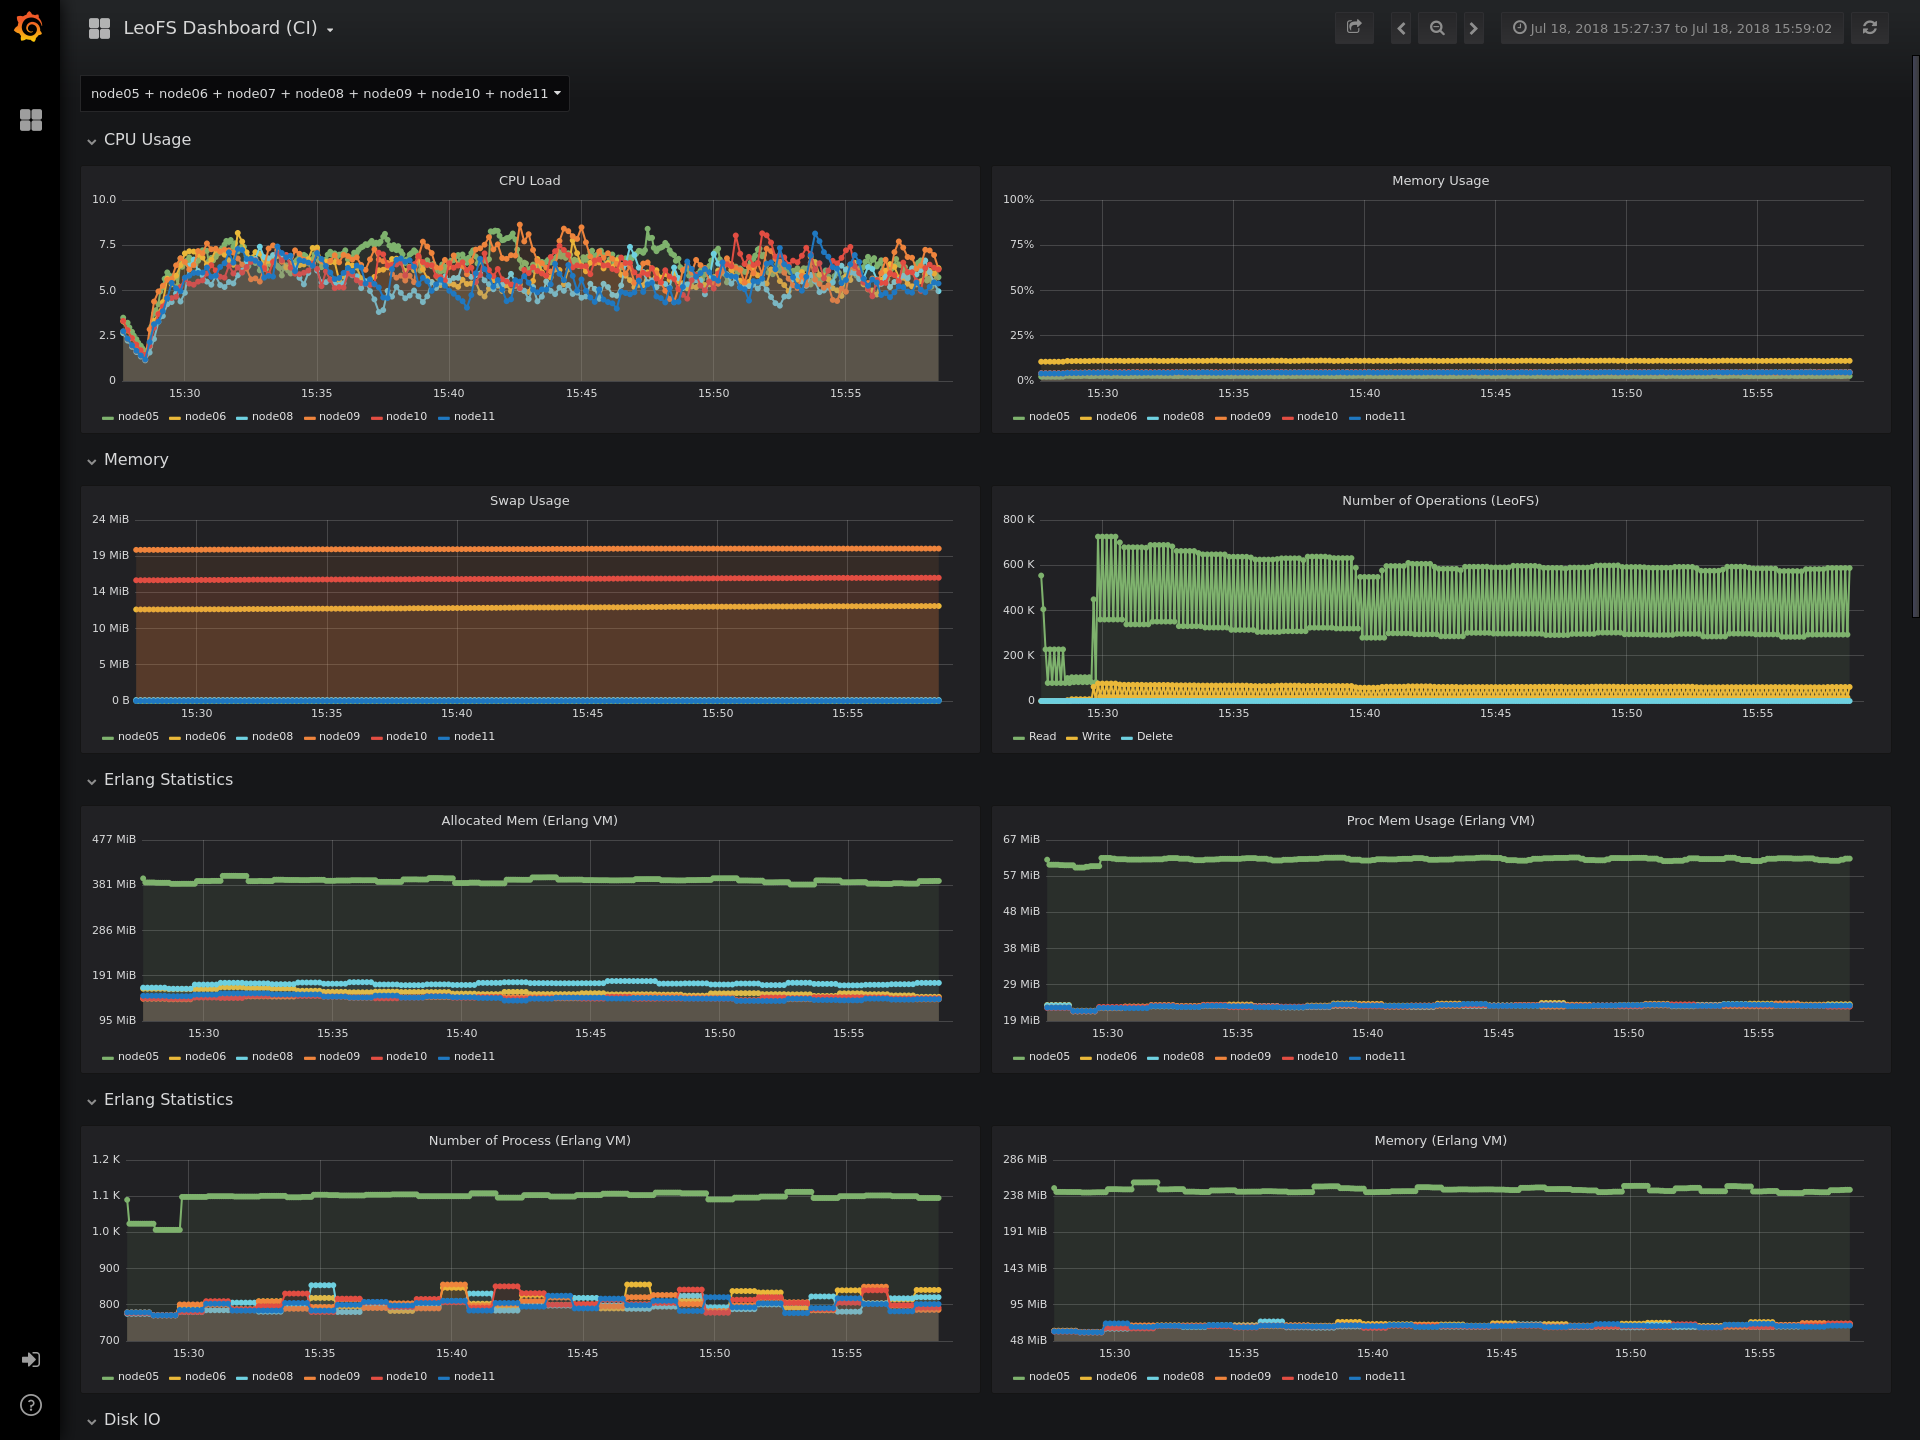 LeoFS Dashboard (CI)
Jul 18, 2018 15:27:37 to Jul 18, 2018 15:59:02
node05 + node06 + node07 + node08 + node09 + node10 + node11
CPU Usage
CPU Load
10.0
7.5
5.0
2.5
0
15:30 15:35 15:40 15:45 15:50 15:55
node05 node06 node08 node09 node10 node11
Memory Usage
100%
75%
50%
25%
0%
15:30 15:35 15:40 15:45 15:50 15:55
node05 node06 node08 node09 node10 node11
Memory
Swap Usage
24 MiB
19 MiB
14 MiB
10 MiB
5 MiB
0 B
15:30 15:35 15:40 15:45 15:50 15:55
node05 node06 node08 node09 node10 node11
Number of Operations (LeoFS)
800 K
600 K
400 K
200 K
0
15:30 15:35 15:40 15:45 15:50 15:55
Read Write Delete
Erlang Statistics
Allocated Mem (Erlang VM)
477 MiB
381 MiB
286 MiB
191 MiB
95 MiB
15:30 15:35 15:40 15:45 15:50 15:55
node05 node06 node08 node09 node10 node11
Proc Mem Usage (Erlang VM)
67 MiB
57 MiB
48 MiB
38 MiB
29 MiB
19 MiB
15:30 15:35 15:40 15:45 15:50 15:55
node05 node06 node08 node09 node10 node11
Erlang Statistics
Number of Process (Erlang VM)
1.2 K
1.1 K
1.0 K
900
800
700
15:30 15:35 15:40 15:45 15:50 15:55
node05 node06 node08 node09 node10 node11
Memory (Erlang VM)
286 MiB
238 MiB
191 MiB
143 MiB
95 MiB
48 MiB
15:30 15:35 15:40 15:45 15:50 15:55
node05 node06 node08 node09 node10 node11
Disk IO